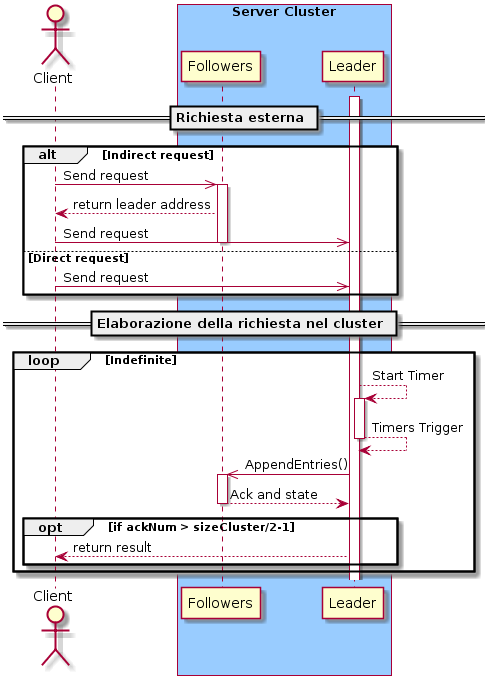 Server Cluster
Client
Followers
Leader
Richiesta esterna
alt
[Indirect request]
Send request
return leader address
Send request
[Direct request]
Send request
Elaborazione della richiesta nel cluster
loop
[Indefinite]
Start Timer
Timers Trigger
AppendEntries()
Ack and state
opt
[if ackNum > sizeCluster/2-1]
return result
Client
Followers
Leader